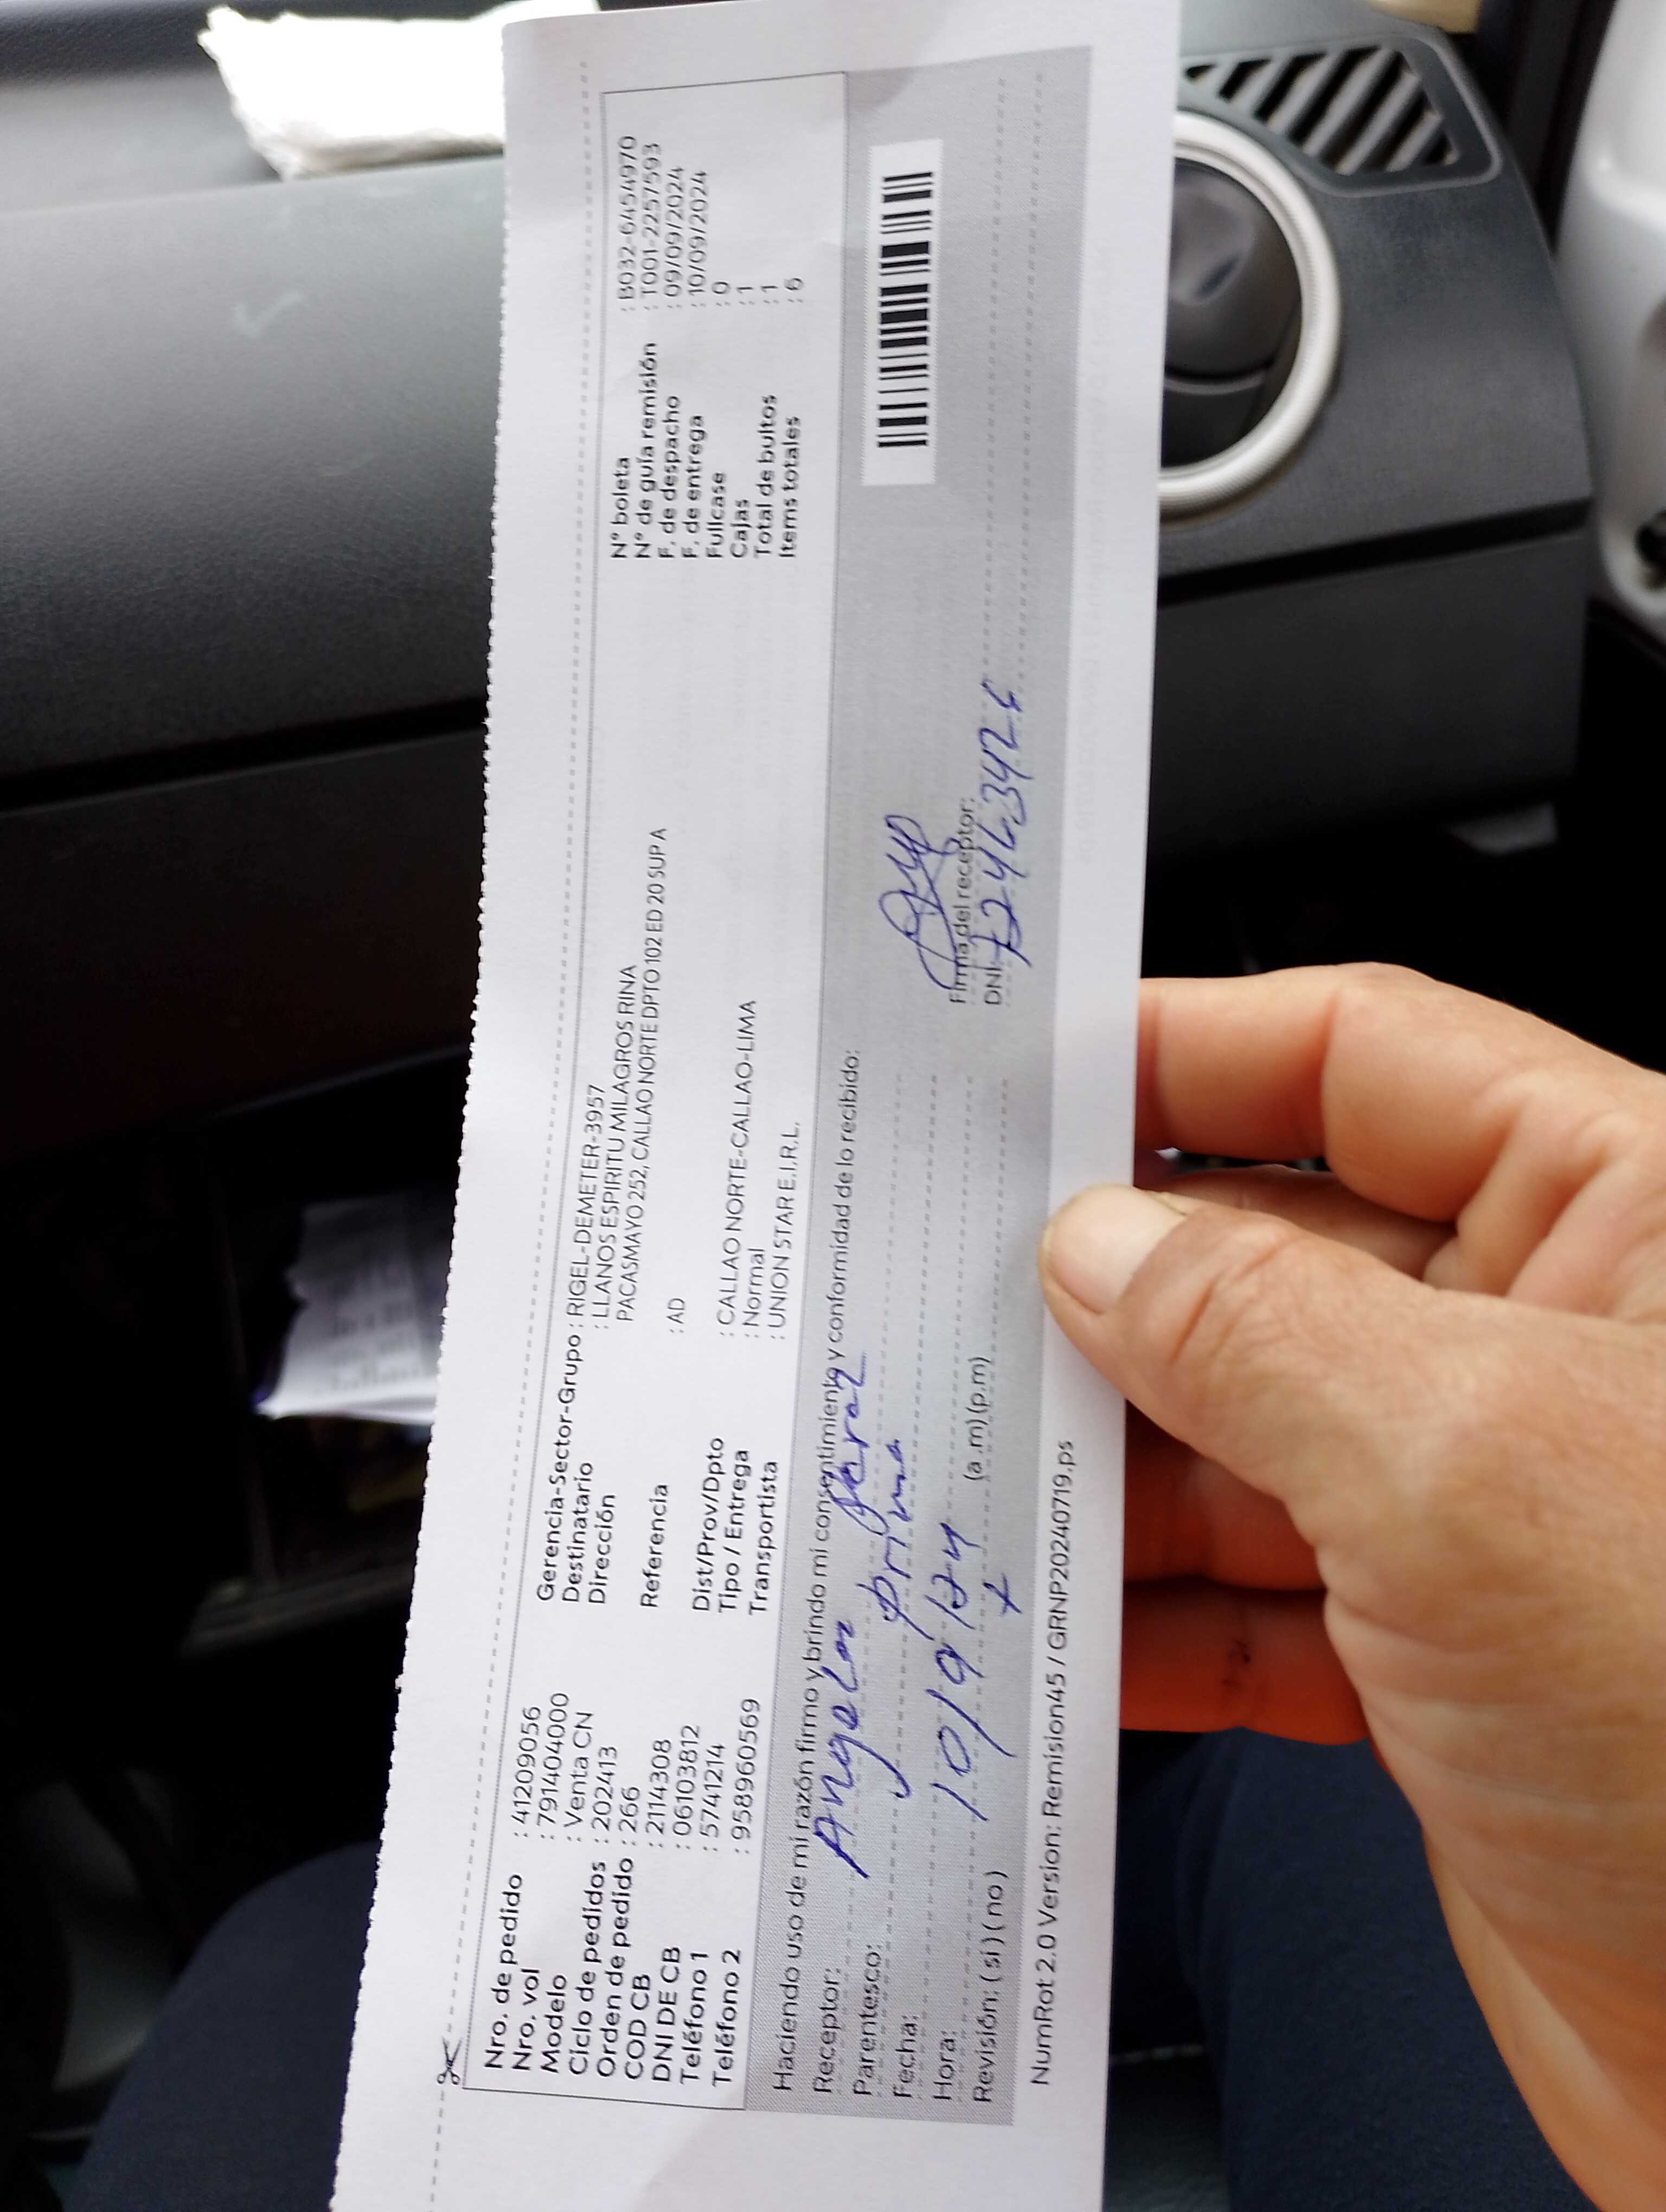 Nro. de pedido : 41209056
Nro. vol : 791404000
Modelo : Venta CN
Ciclo de pedidos : 202413
Orden de pedido : 266
COD CB : 2114308
DNI DE CB : 06103812
Teléfono 1 : 5741214
Teléfono 2 : 958960569
Gerencia-Sector-Grupo : RIGEL-DEMETER-3957
Destinatario : LLANOS ESPIRITU MILAGROS RINA
Dirección PACASMAYO 252, CALLAO NORTE DPTO 102 ED 20 SUP A
Referencia : AD
Dist/Prov/Dpto : CALLAO NORTE-CALLAO-LIMA
Tipo / Entrega : Normal
Transportista : UNION STAR E.I.R.L.
N° boleta : B032-6454970
N° de guía remisión : T001-2257593
F. de despacho : 09/09/2024
F. de entrega : 10/09/2024
Fullcase : 0
Cajas : 1
Total de bultos : 1
Items totales : 6
Haciendo uso de mi razón firmo y brindo mi consentimiento y conformidad de lo recibido:
Receptor: Angela
Parentesco: prima
Fecha: 10/9/24
Hora: (a.m)(p.m)
Revisión: (si)(no)
Firma del receptor:
DNI:
NumRot 2.0 Version: Remision45 / GRNP20240719.ps